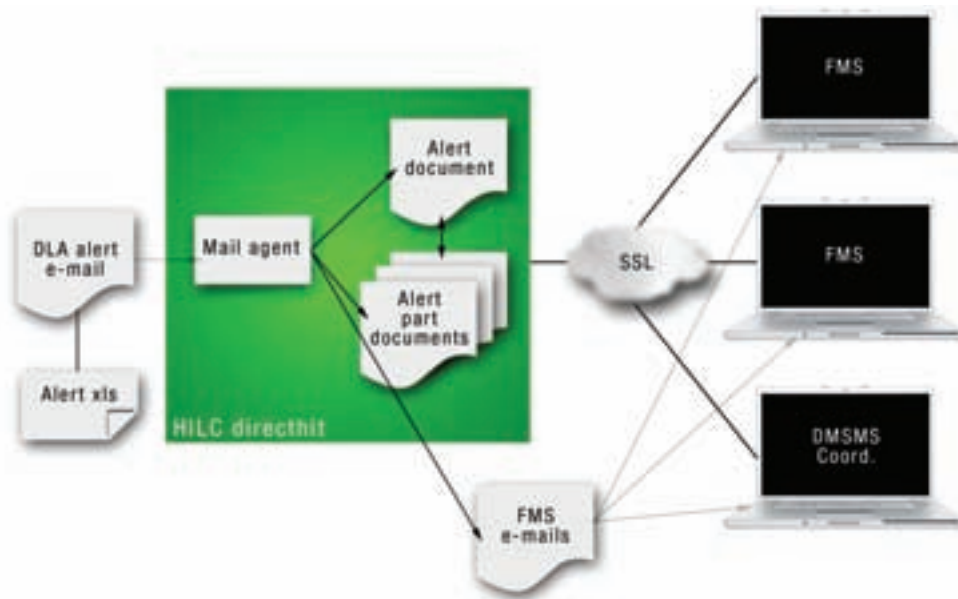 FMS
Alert
document
DLA alert
e-mail
Mail agent
SSL
FMS
Alert
part
documents
Alert xls
HILC directhit
DMSMS
Coord.
FMS
e-mails